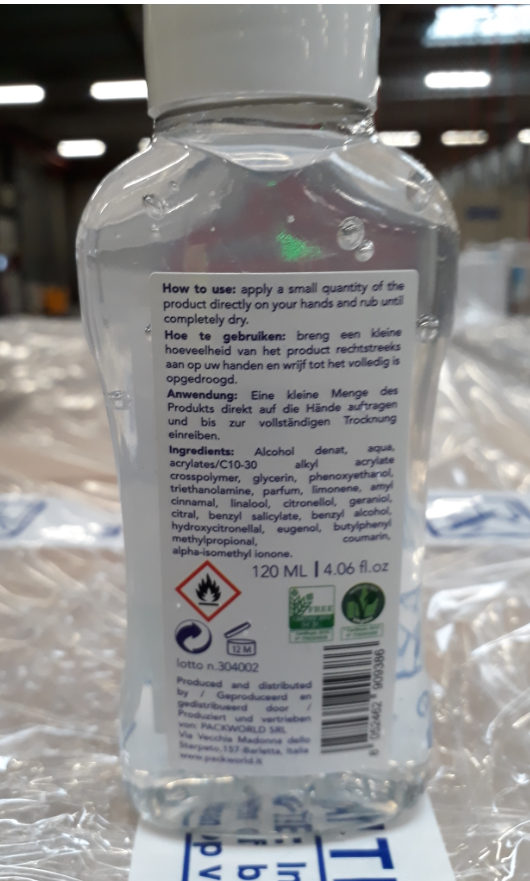 How to use: apply a small quantity of the
product directly on your hands and rub until
completely dry.
Hoe te gebruiken: breng een kleine
hoeveelheid van het product rechtstreeks
aan op uw handen en wrijf tot het volledig is
opgedroogd.
Anwendung: Eine kleine Menge des
Produkts direkt auf die Hände auftragen
und bis zur vollständigen Trocknung
einreiben.
Ingredients: Alcohol denat, aqua,
acrylates/C10-30 alkyl acrylate
crosspolymer, glycerin, phenoxyethanol,
triethanolamine, parfum, limonene, amyl
cinnamal, linalool, citronellol, geraniol,
citral, benzyl salicylate, benzyl alcohol,
hydroxycitronellal, eugenol, butylphenyl
methylpropional, coumarin,
alpha-isomethyl ionone.
120 ML | 4.06 fl.oz
FREE
12 M
lotto n.304002
Produced and distributed
by / Geproduceerd en
gedistribueerd door /
Produziert und vertrieben
von PACKWORLD SRL
Via Vecchia Madonna dello
Sterpeto,157-Barletta, Italia
www.packworld.it
8 052462 909386